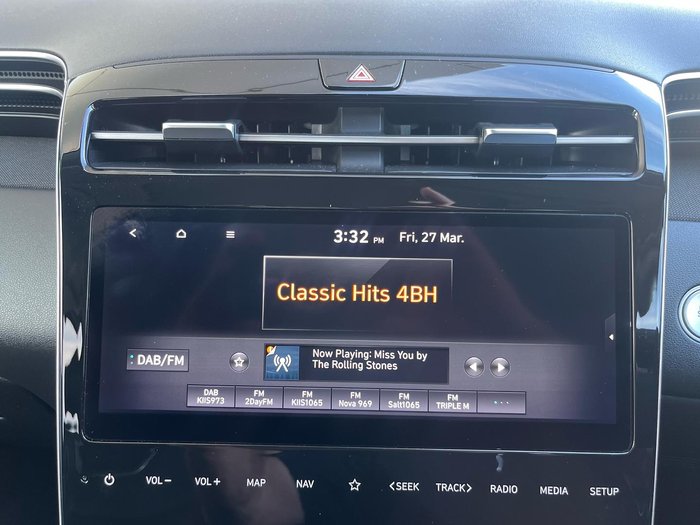 3:32 PM Fri, 27 Mar.
Classic Hits 4BH
DAB/FM
Now Playing: Miss You by
The Rolling Stones
DAB
KIIS973
FM
2DayFM
FM
KIIS1065
FM
Nova 969
FM
Salt1065
FM
TRIPLE M
VOL− VOL+ MAP NAV <SEEK TRACK> RADIO MEDIA SETUP